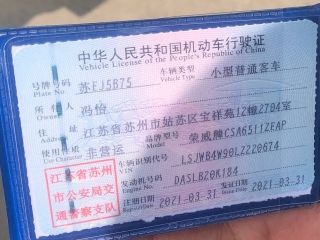 中华人民共和国机动车行驶证
Vehicle License of the People's Republic of China
号牌号码 苏EJ5B75 车辆类型 小型普通客车
Plate No. Vehicle Type
所有人 冯怡
Owner
住址 江苏省苏州市姑苏区宝祥苑12幢2704室
Address
使用性质 非营运 品牌型号 荣威牌CSA6511ZEAP
Use Character Model
江苏省苏州
市公安局交
通警察支队
车辆识别代号 LSJWB4W90LZ220674
VIN
发动机号码 DASLB20K184
Engine No.
注册日期 2021-03-31 发证日期 2021-03-31
Register Date Issue Date